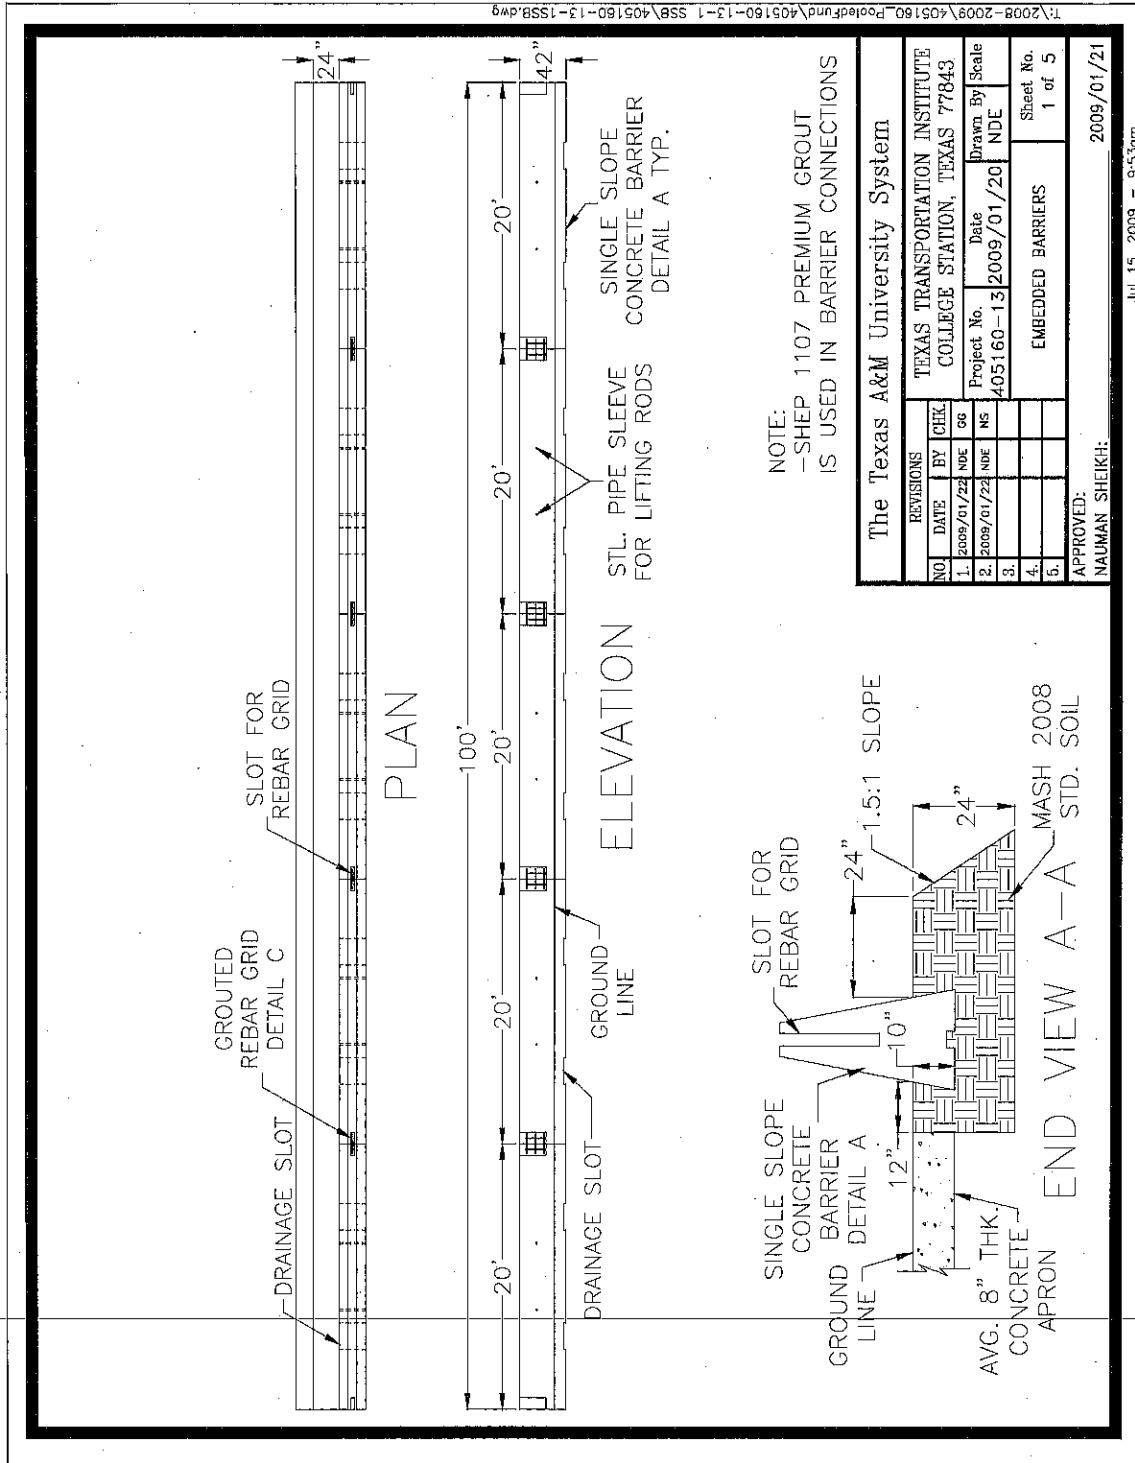 T:\2008-2009\405160_PooledFund\405160-13-1 SSB\405160-13-1SSB.dwg
24"
DRAINAGE SLOT
GROUTED
REBAR GRID
DETAIL C
SLOT FOR
REBAR GRID
PLAN
100'
20'
20'
20'
20'
20'
42"
DRAINAGE SLOT
GROUND
LINE
ELEVATION
STL. PIPE SLEEVE
FOR LIFTING RODS
SINGLE SLOPE
CONCRETE BARRIER
DETAIL A TYP.
SINGLE SLOPE
CONCRETE
BARRIER
DETAIL A
SLOT FOR
REBAR GRID
GROUND
LINE
12"
10"
24"
1.5:1 SLOPE
24"
AVG. 8" THK.
CONCRETE
APRON
MASH 2008
STD. SOIL
END VIEW A-A
NOTE:
-SHEP 1107 PREMIUM GROUT
IS USED IN BARRIER CONNECTIONS
The Texas A&M University System
REVISIONS
NO. DATE BY CHK.
1. 2009/01/22 NDE GG
2. 2009/01/22 NDE NS
3.
4.
5.
TEXAS TRANSPORTATION INSTITUTE
COLLEGE STATION, TEXAS 77843
Project No. Date Drawn By Scale
405160-13 2009/01/20 NDE
EMBEDDED BARRIERS
Sheet No.
1 of 5
APPROVED:
NAUMAN SHEIKH: 2009/01/21
Jul 15, 2009 - 9:53am